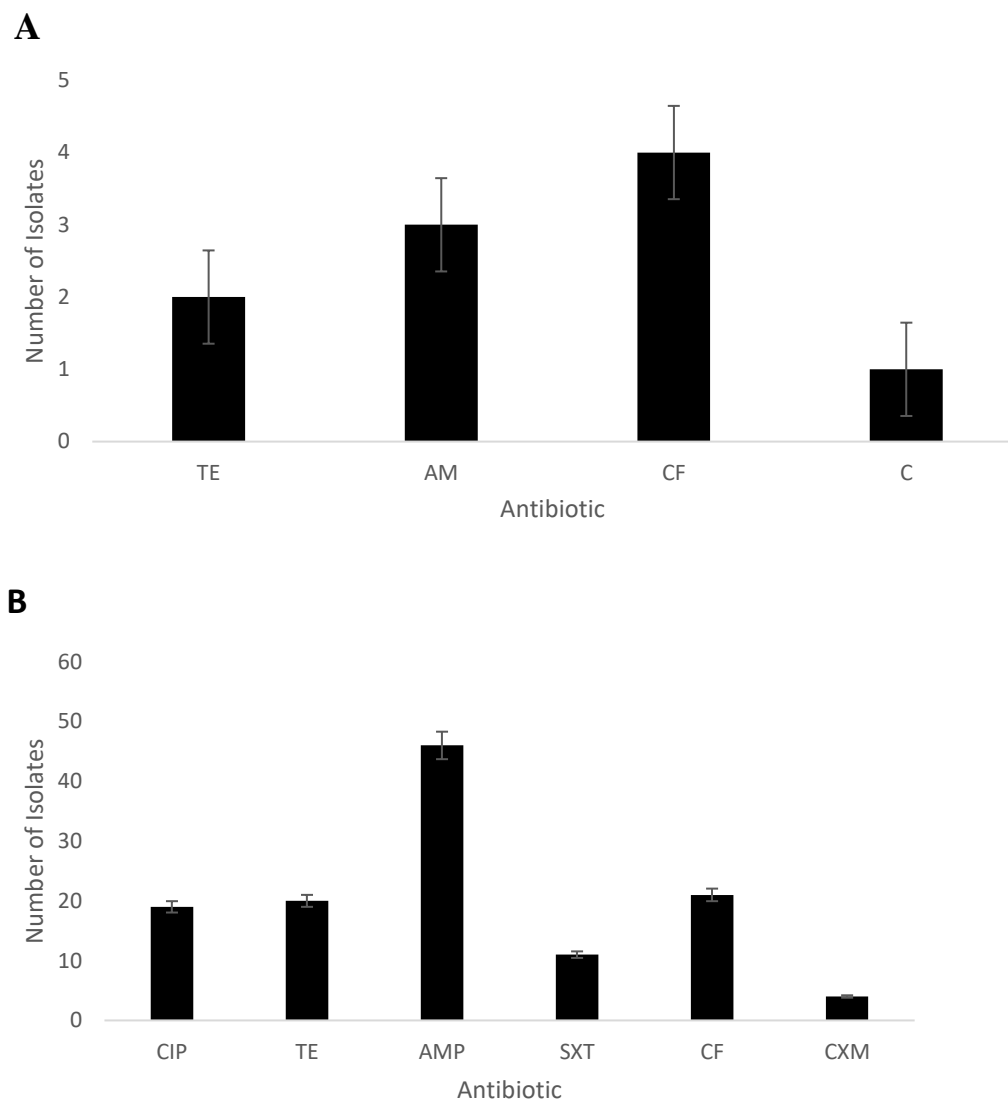 A
5
4
3
2
1
0
Number of Isolates
TE AM CF C
Antibiotic
B
60
50
40
30
20
10
0
Number of Isolates
CIP TE AMP SXT CF CXM
Antibiotic